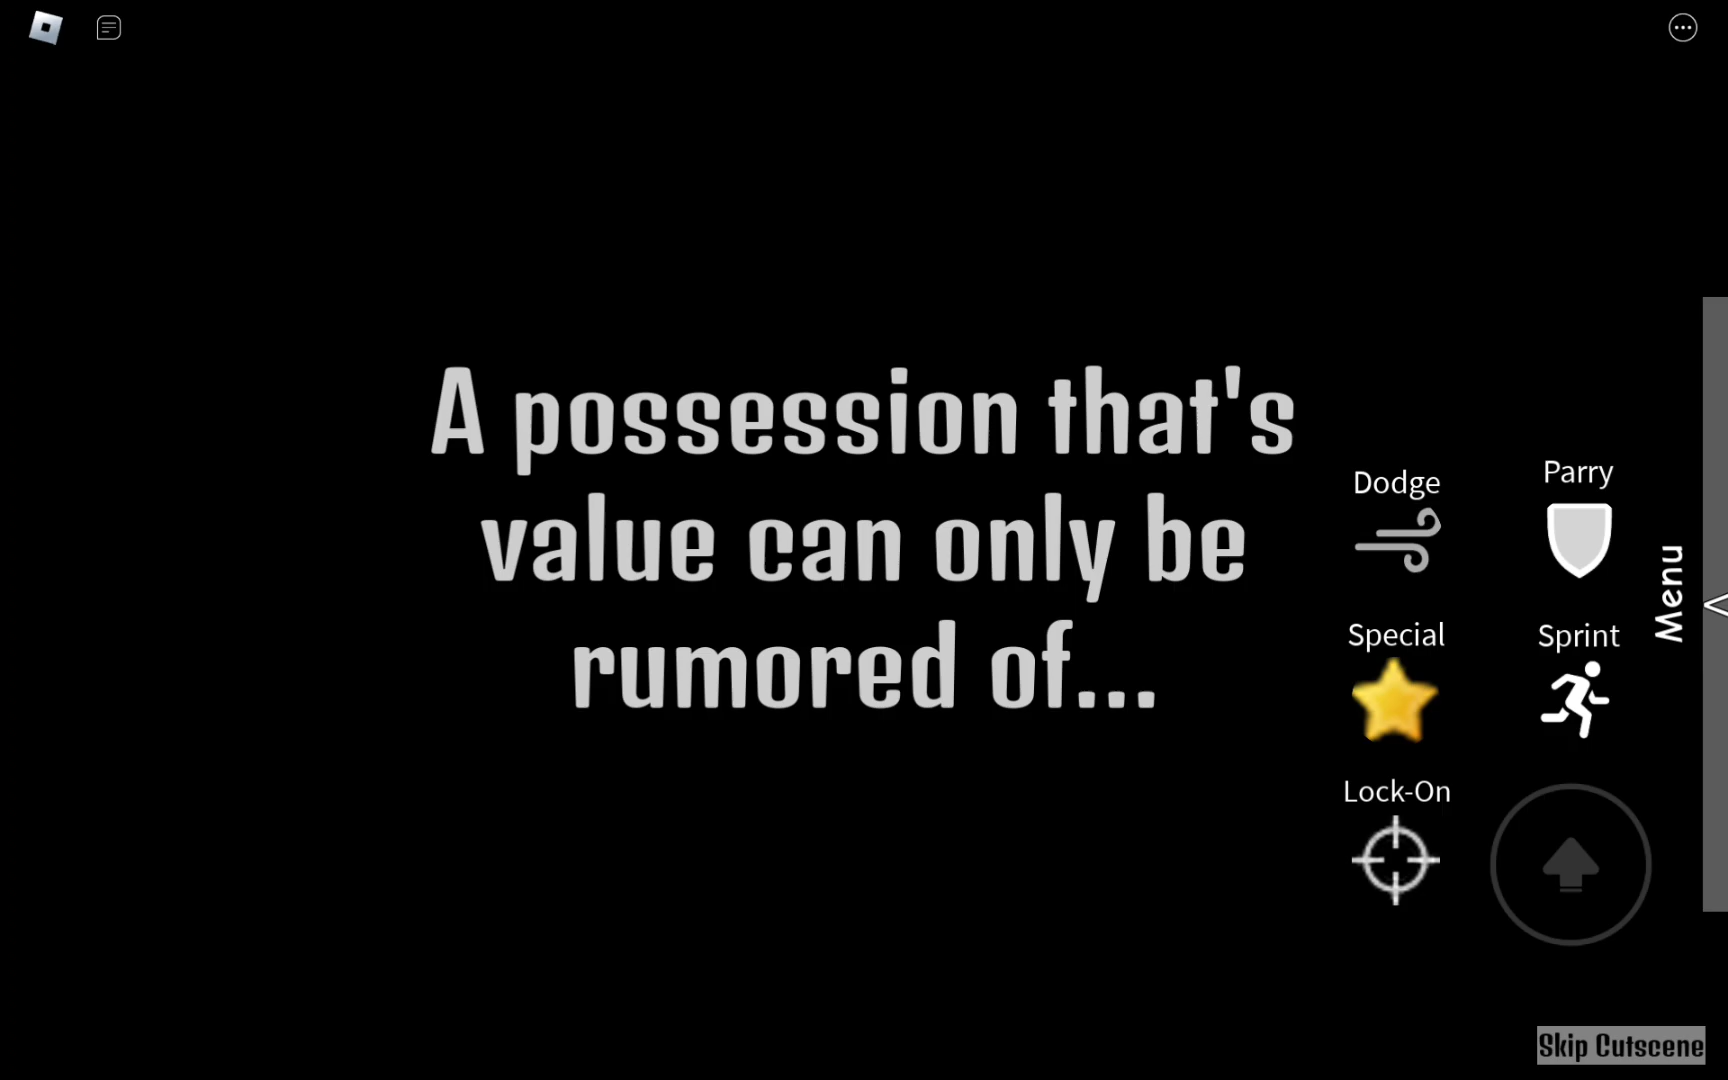 A possession that's
value can only be
rumored of...
Dodge
Parry
Special
Sprint
Menu
Lock-On
Skip Cutscene